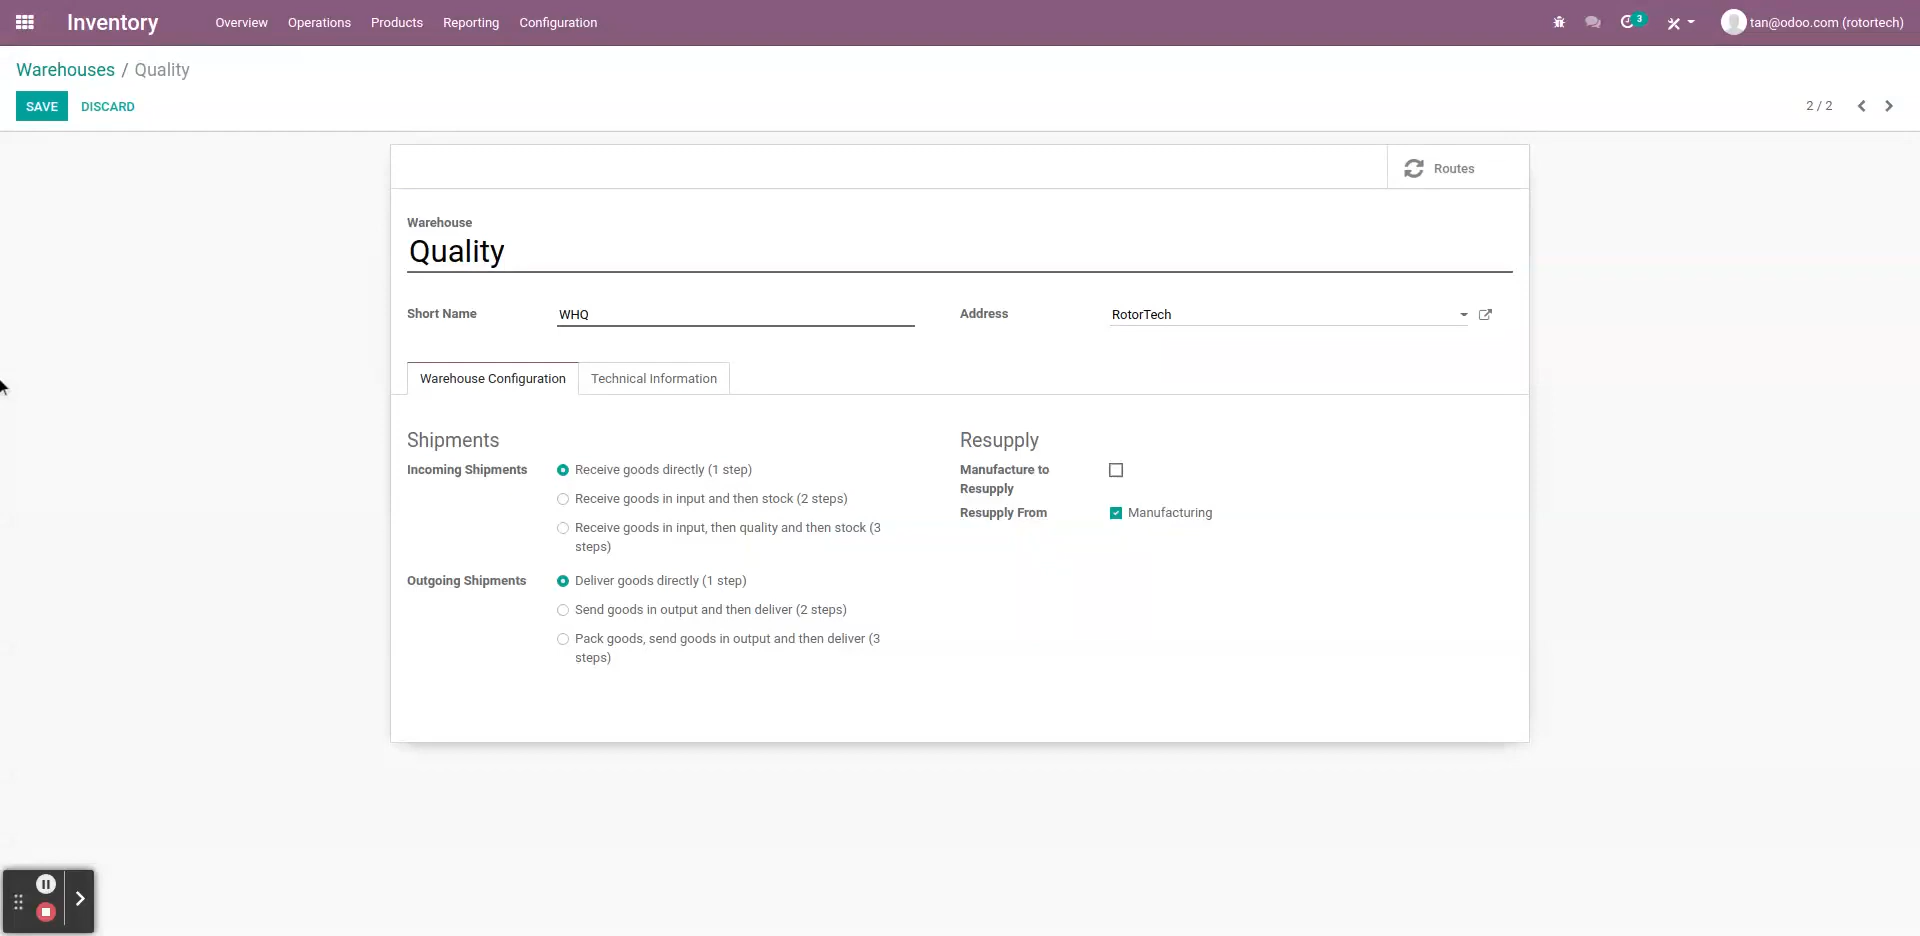 Inventory Overview Operations Products Reporting Configuration 3 tan@odoo.com (rotortech)
Warehouses / Quality
SAVE DISCARD 2 / 2
Routes
Warehouse
Quality
Short Name WHQ Address RotorTech
Warehouse Configuration Technical Information
Shipments
Incoming Shipments Receive goods directly (1 step)
Receive goods in input and then stock (2 steps)
Receive goods in input, then quality and then stock (3
steps)
Outgoing Shipments Deliver goods directly (1 step)
Send goods in output and then deliver (2 steps)
Pack goods, send goods in output and then deliver (3
steps)
Resupply
Manufacture to
Resupply
Resupply From Manufacturing